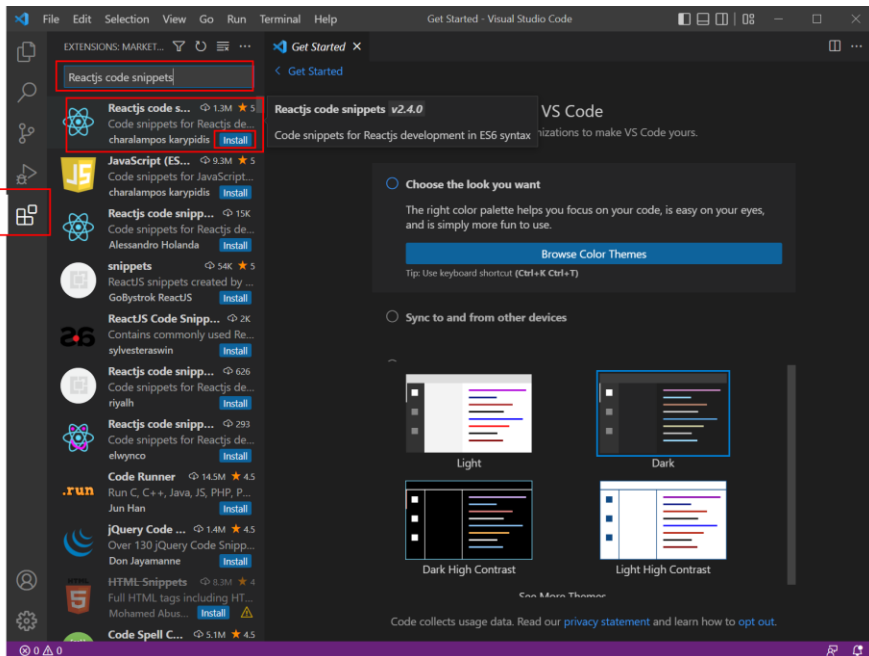 File Edit Selection View Go Run Terminal Help Get Started - Visual Studio Code
EXTENSIONS: MARKET...
Reactjs code snippets
Reactjs code s... 1.3M ★ 5
Code snippets for Reactjs de...
charalampos karypidis Install
JavaScript (ES... 9.3M ★ 5
Code snippets for JavaScript...
charalampos karypidis Install
Reactjs code snipp... 15K
Code snippets for Reactjs de...
Alessandro Holanda Install
snippets 54K ★ 5
ReactJS snippets created by ...
GoBystrok ReactJS Install
ReactJS Code Snipp... 2K
Contains commonly used Re...
sylvesteraswin Install
Reactjs code snipp... 626
Code snippets for Reactjs de...
riyalh Install
Reactjs code snipp... 293
Code snippets for Reactjs de...
elwynco Install
.run
Code Runner 14.5M ★ 4.5
Run C, C++, Java, JS, PHP, P...
Jun Han Install
jQuery Code ... 1.4M ★ 4.5
Over 130 jQuery Code Snipp...
Don Jayamanne Install
HTML Snippets 8.3M ★ 4
Full HTML tags including HT...
Mohamed Abus... Install
Code Spell C... 5.1M ★ 4.5
Get Started
< Get Started
Reactjs code snippets v2.4.0
Code snippets for Reactjs development in ES6 syntax
VS Code
nizations to make VS Code yours.
Choose the look you want
The right color palette helps you focus on your code, is easy on your eyes,
and is simply more fun to use.
Browse Color Themes
Tip: Use keyboard shortcut (Ctrl+K Ctrl+T)
Sync to and from other devices
Light
Dark
Dark High Contrast
Light High Contrast
See More Themes
Code collects usage data. Read our privacy statement and learn how to opt out.
0 0